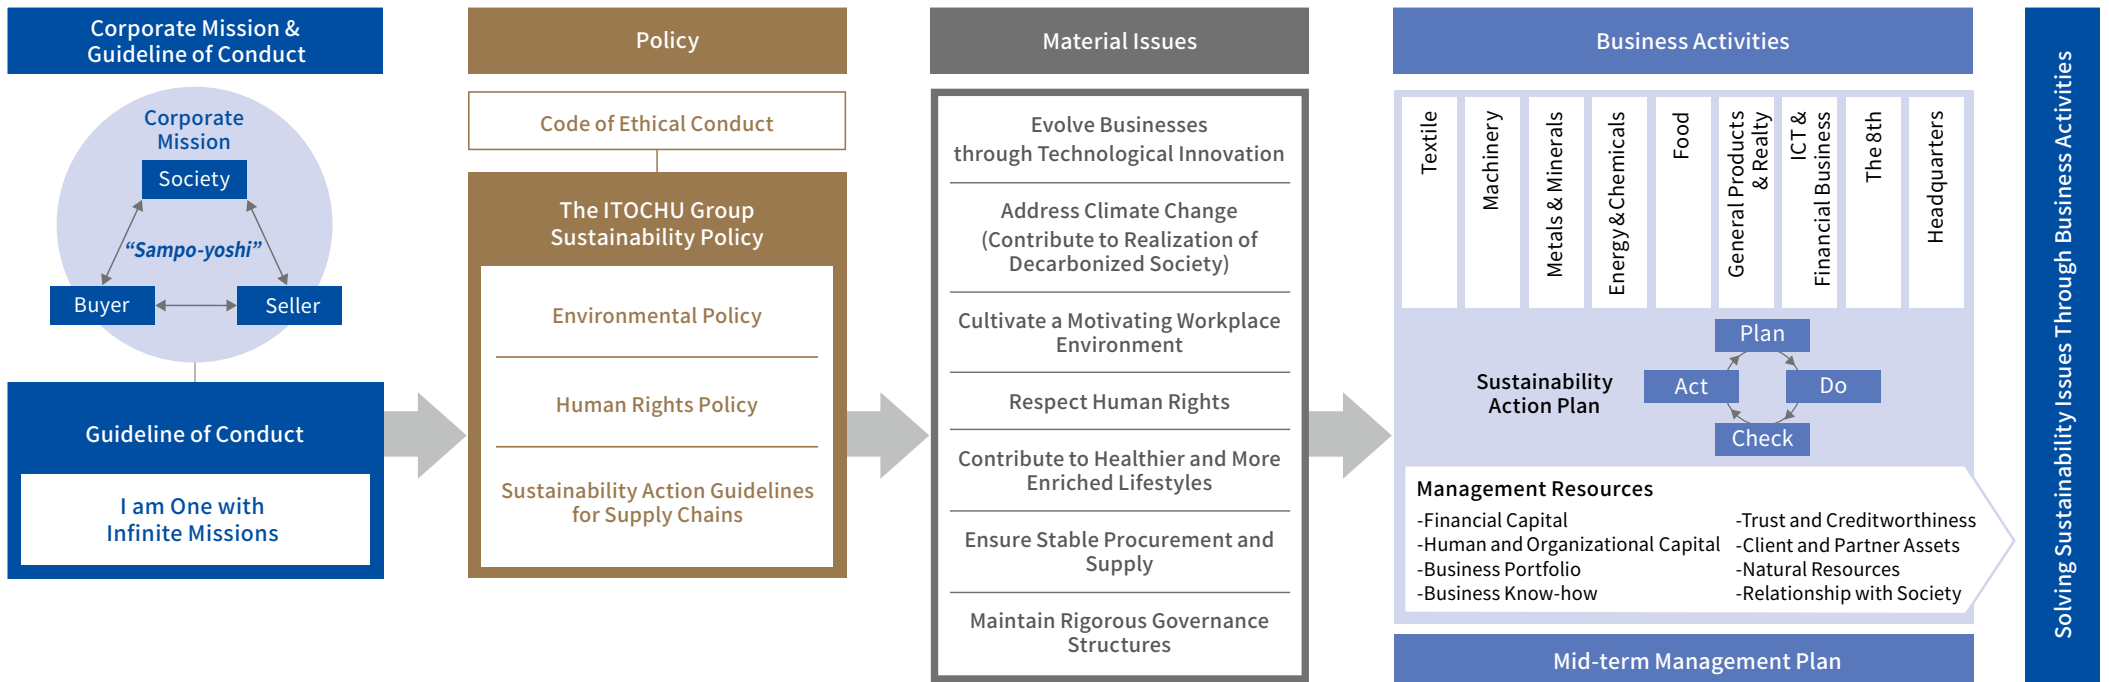 Corporate Mission &
Guideline of Conduct
Corporate
Mission
Society
“Sampo-yoshi”
Buyer
Seller
Guideline of Conduct
I am One with
Infinite Missions
Policy
Code of Ethical Conduct
The ITOCHU Group
Sustainability Policy
Environmental Policy
Human Rights Policy
Sustainability Action Guidelines
for Supply Chains
Material Issues
Evolve Businesses
through Technological Innovation
Address Climate Change
(Contribute to Realization of
Decarbonized Society)
Cultivate a Motivating Workplace
Environment
Respect Human Rights
Contribute to Healthier and More
Enriched Lifestyles
Ensure Stable Procurement and
Supply
Maintain Rigorous Governance
Structures
Business Activities
Textile
Machinery
Metals & Minerals
Energy & Chemicals
Food
General Products
& Realty
ICT &
Financial Business
The 8th
Headquarters
Sustainability
Action Plan
Plan
Do
Check
Act
Management Resources
-Financial Capital
-Human and Organizational Capital
-Business Portfolio
-Business Know-how
-Trust and Creditworthiness
-Client and Partner Assets
-Natural Resources
-Relationship with Society
Mid-term Management Plan
Solving Sustainability Issues Through Business Activities